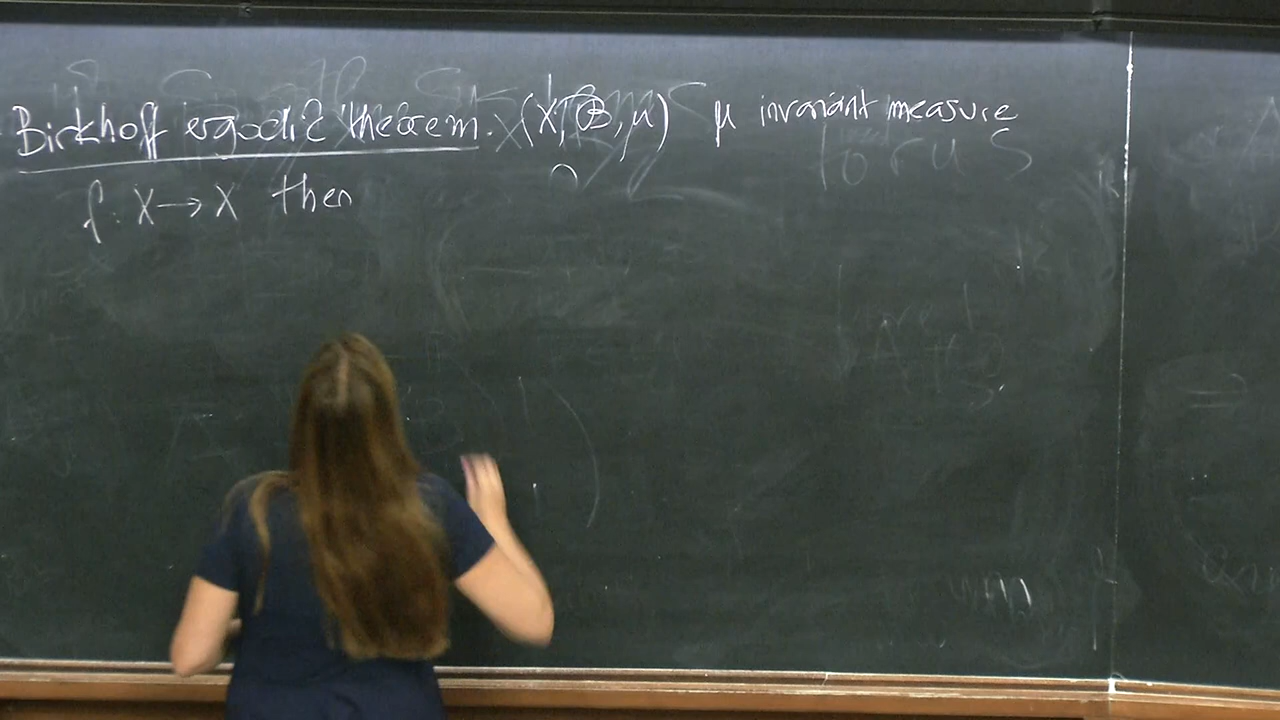 Birkhoff ergodic theorem. (X, B, μ) μ invariant measure
f: X → X then
torus